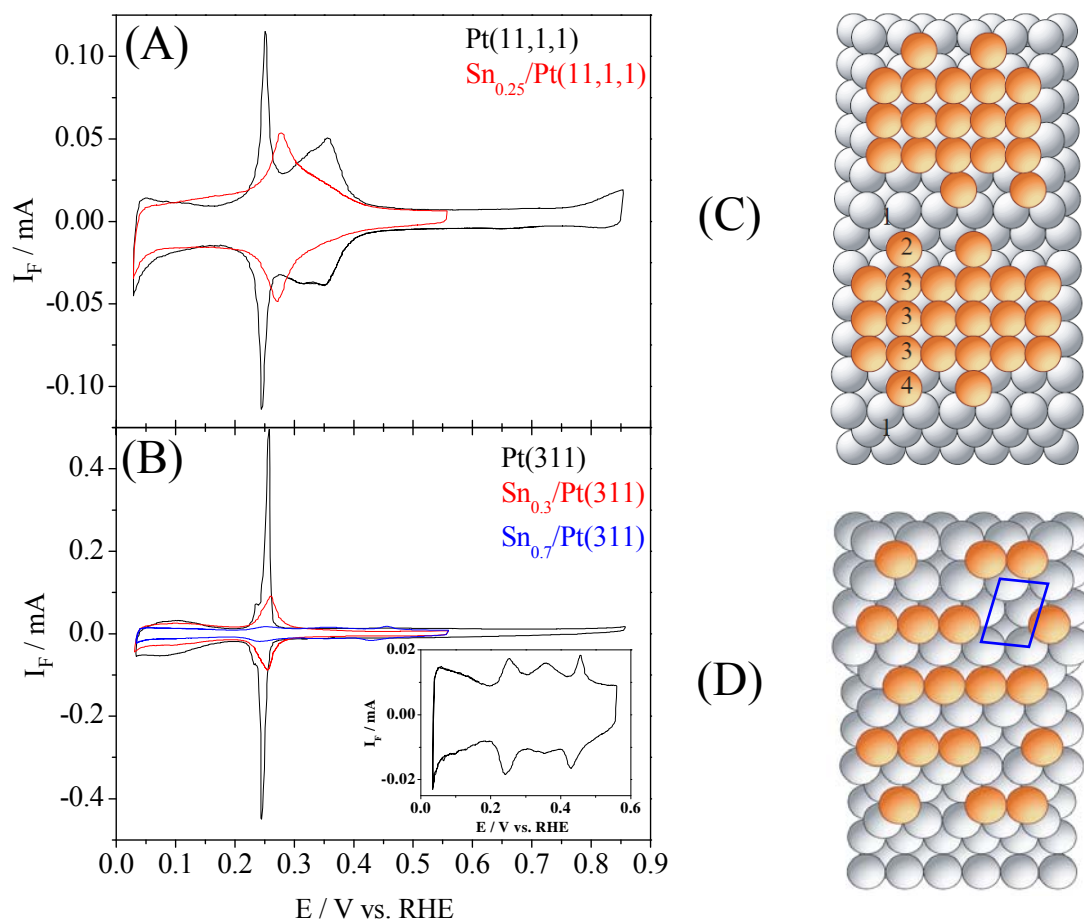 (A)
Pt(11,1,1)
Sn0.25/Pt(11,1,1)
0.10
0.05
0.00
-0.05
-0.10
I_F / mA
(B)
Pt(311)
Sn0.3/Pt(311)
Sn0.7/Pt(311)
0.4
0.2
0.0
-0.2
-0.4
I_F / mA
0.02
0.00
-0.02
I_F / mA
0.0 0.2 0.4 0.6
E / V vs. RHE
0.0 0.1 0.2 0.3 0.4 0.5 0.6 0.7 0.8 0.9
E / V vs. RHE
(C)
1
2
3
3
3
4
1
(D)